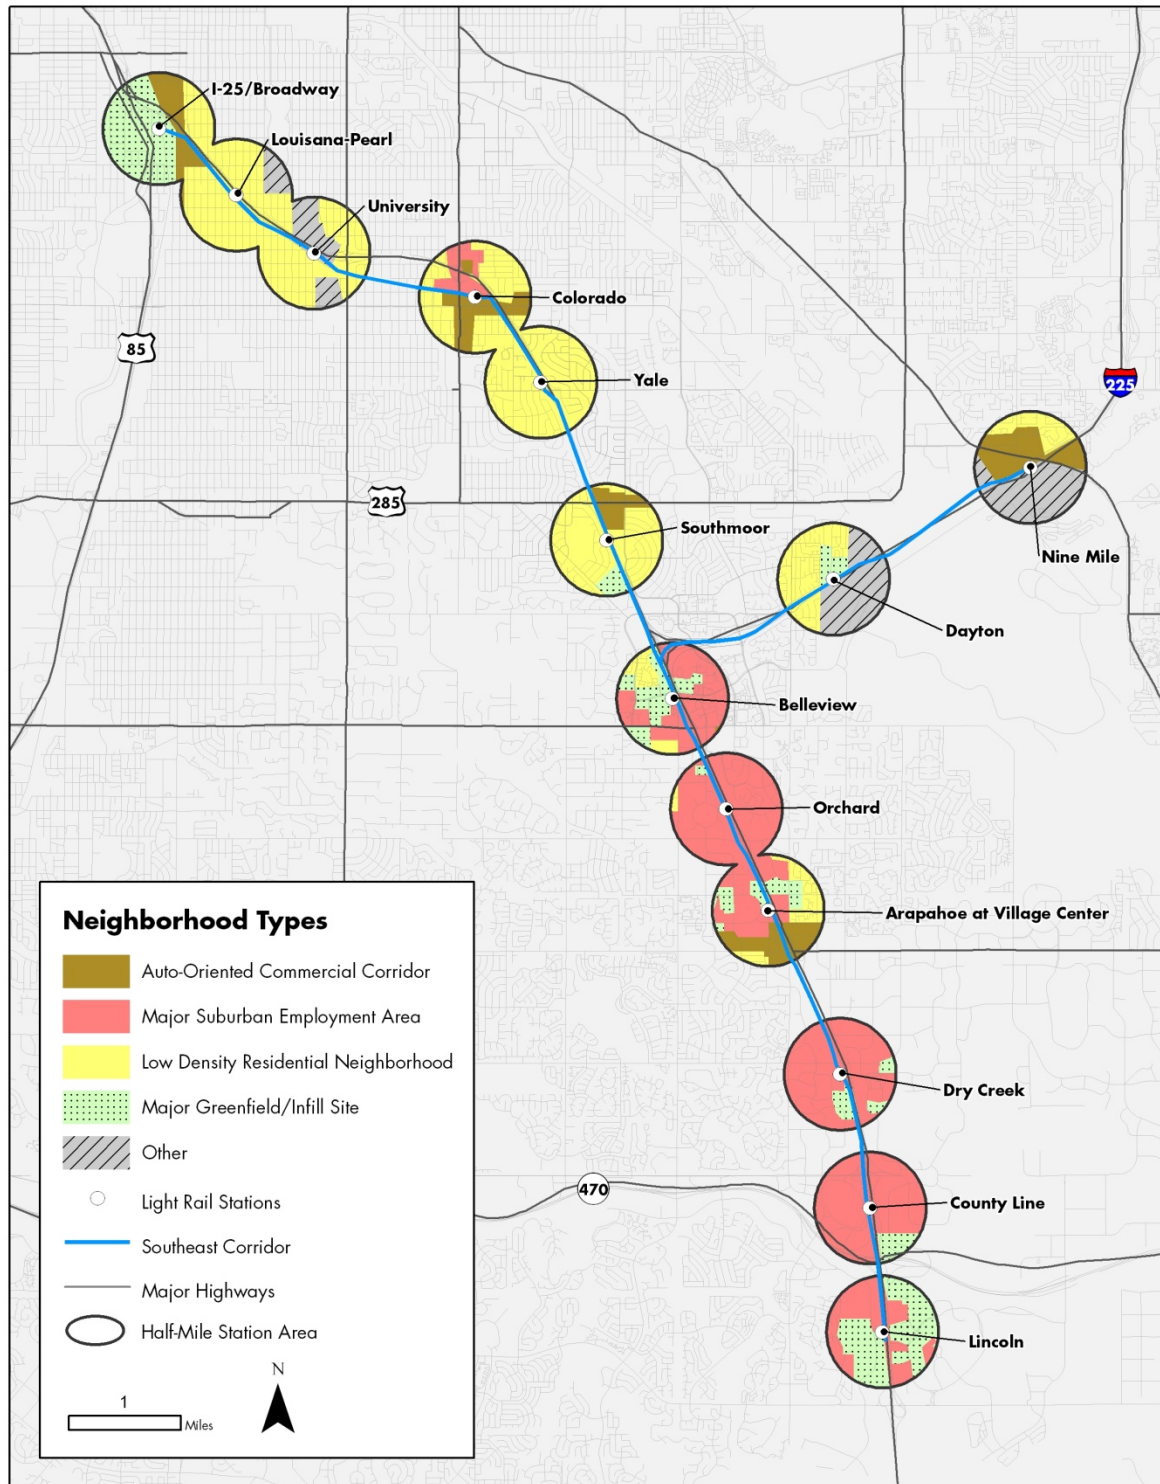 I-25/Broadway
Louisana-Pearl
University
Colorado
85
Yale
225
285
Southmoor
Nine Mile
Dayton
Belleview
Orchard
Arapahoe at Village Center
Dry Creek
470
County Line
Lincoln
Neighborhood Types
Auto-Oriented Commercial Corridor
Major Suburban Employment Area
Low Density Residential Neighborhood
Major Greenfield/Infill Site
Other
Light Rail Stations
Southeast Corridor
Major Highways
Half-Mile Station Area
N
1
Miles